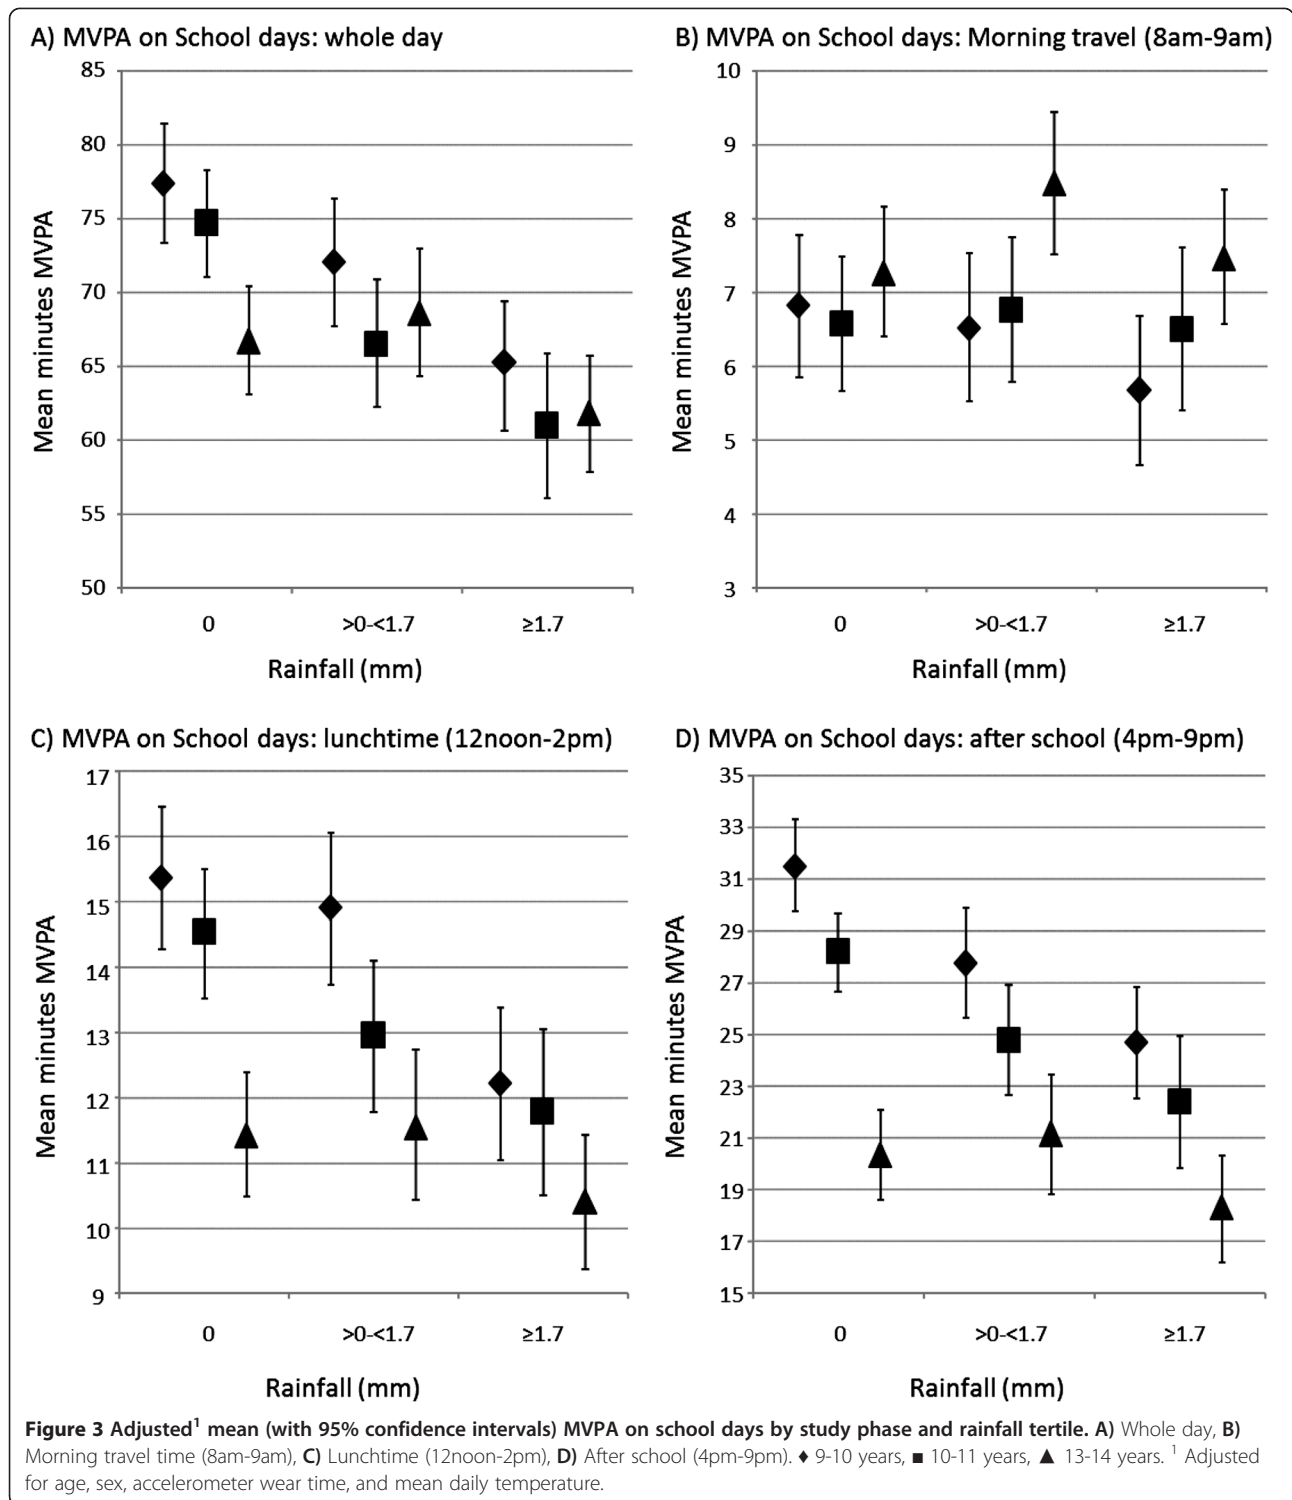 A) MVPA on School days: whole day
85
80
75
70
65
60
55
50
Mean minutes MVPA
0 >0-<1.7 ≥1.7
Rainfall (mm)
B) MVPA on School days: Morning travel (8am-9am)
10
9
8
7
6
5
4
3
Mean minutes MVPA
0 >0-<1.7 ≥1.7
Rainfall (mm)
C) MVPA on School days: lunchtime (12noon-2pm)
17
16
15
14
13
12
11
10
9
Mean minutes MVPA
0 >0-<1.7 ≥1.7
Rainfall (mm)
D) MVPA on School days: after school (4pm-9pm)
35
33
31
29
27
25
23
21
19
17
15
Mean minutes MVPA
0 >0-<1.7 ≥1.7
Rainfall (mm)
Figure 3 Adjusted¹ mean (with 95% confidence intervals) MVPA on school days by study phase and rainfall tertile. A) Whole day, B)
Morning travel time (8am-9am), C) Lunchtime (12noon-2pm), D) After school (4pm-9pm). ♦ 9-10 years, ■ 10-11 years, ▲ 13-14 years. ¹ Adjusted
for age, sex, accelerometer wear time, and mean daily temperature.